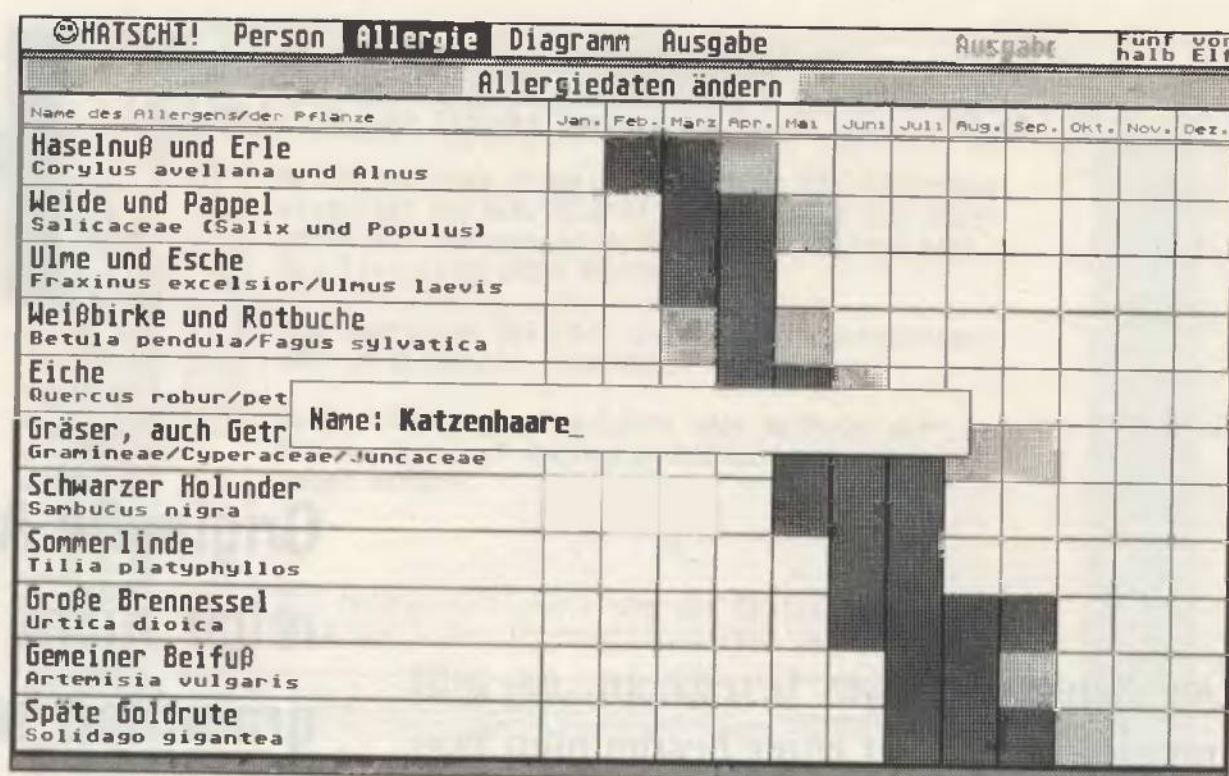 HATSCHI! Person Allergie Diagramm Ausgabe Ausgabe Fünf vor
halb Elf
Allergiedaten ändern
Name des Allergens/der Pflanze Jan. Feb. März Apr. Mai Juni Juli Aug. Sep. Okt. Nov. Dez.
Haselnuß und Erle
Corylus avellana und Alnus
Weide und Pappel
Salicaceae (Salix und Populus)
Ulme und Esche
Fraxinus excelsior/Ulmus laevis
Weißbirke und Rotbuche
Betula pendula/Fagus sylvatica
Eiche
Quercus robur/pet
Name: Katzenhaare_
Gräser, auch Getr
Gramineae/Cyperaceae/Juncaceae
Schwarzer Holunder
Sambucus nigra
Sommerlinde
Tilia platyphyllos
Große Brennessel
Urtica dioica
Gemeiner Beifuß
Artemisia vulgaris
Späte Goldrute
Solidago gigantea